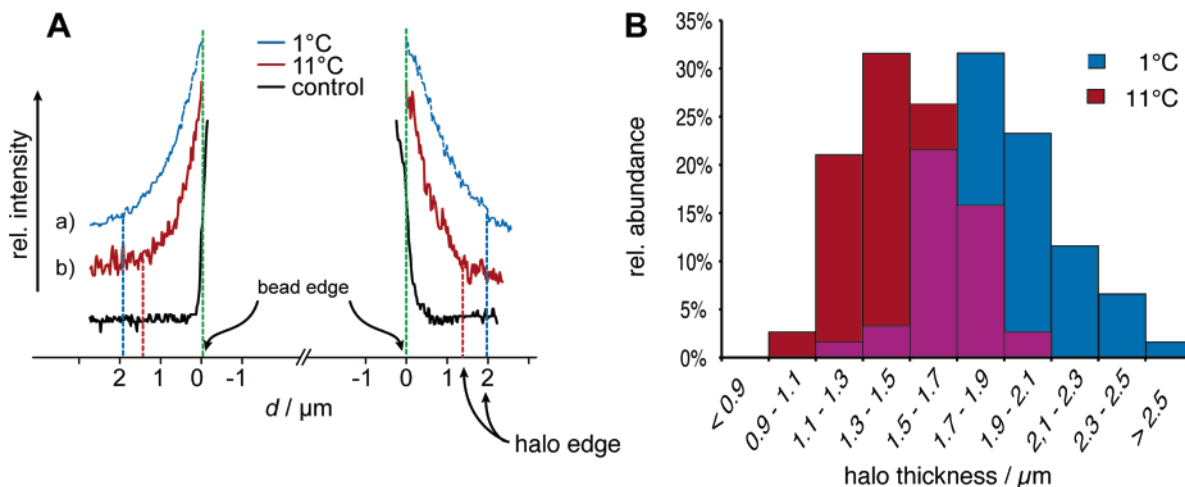 A
1°C
11°C
control
rel. intensity
a)
b)
bead edge
2 1 0 -1 -1 0 1 2
d / µm
halo edge
B
35%
30%
25%
20%
15%
10%
5%
0%
rel. abundance
1°C
11°C
< 0.9
0.9 - 1.1
1.1 - 1.3
1.3 - 1.5
1.5 - 1.7
1.7 - 1.9
1.9 - 2.1
2,1 - 2.3
2.3 - 2.5
> 2.5
halo thickness / µm